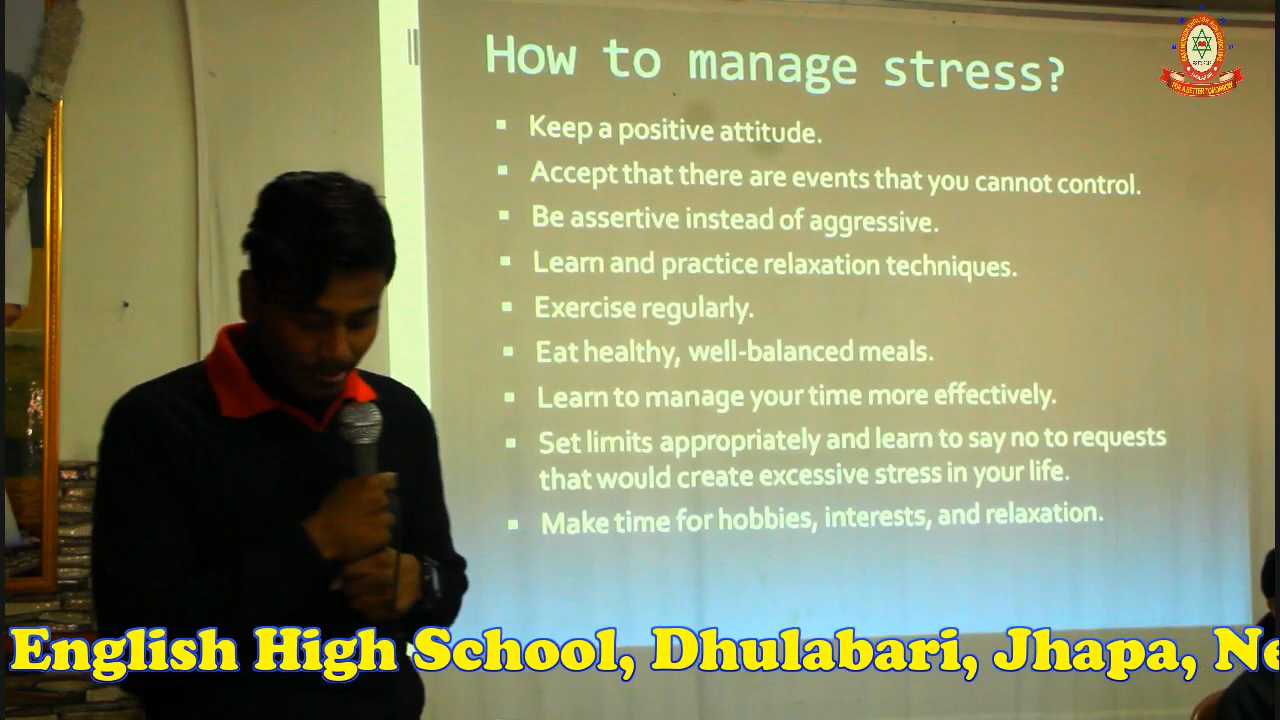 How to manage stress?
Keep a positive attitude.
Accept that there are events that you cannot control.
Be assertive instead of aggressive.
Learn and practice relaxation techniques.
Exercise regularly.
Eat healthy, well-balanced meals.
Learn to manage your time more effectively.
Set limits appropriately and learn to say no to requests
that would create excessive stress in your life.
Make time for hobbies, interests, and relaxation.
English High School, Dhulabari, Jhapa, Ne
FOR A BETTER TOMORROW